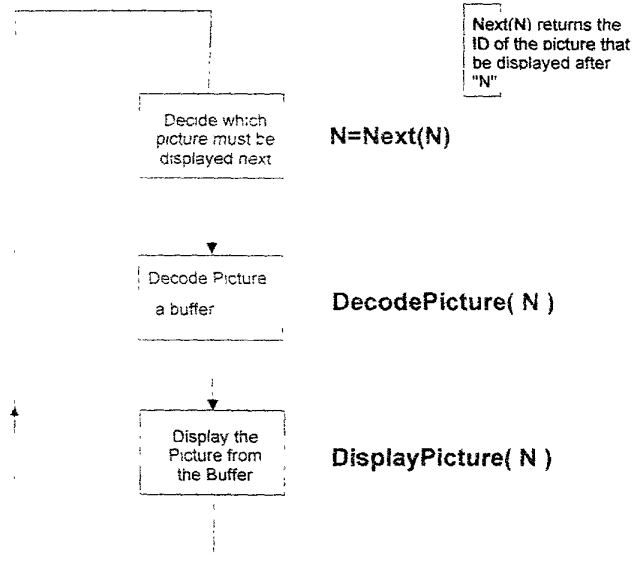 Next(N) returns the
ID of the picture that
be displayed after
"N"
Decide which
picture must be
displayed next
N=Next(N)
Decode Picture
a buffer
DecodePicture( N )
Display the
Picture from
the Buffer
DisplayPicture( N )